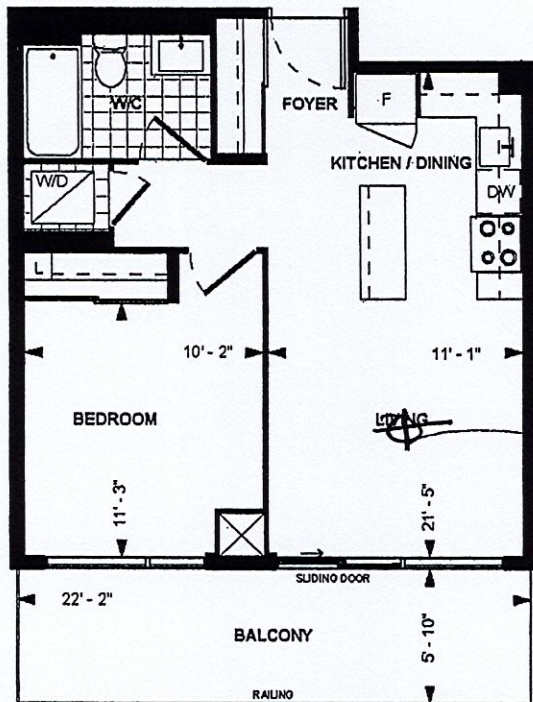 W/C
FOYER
F
KITCHEN / DINING
W/D
DW
L
10' - 2"
11' - 1"
BEDROOM
LIVING
11' - 3"
21' - 5"
SLIDING DOOR
22' - 2"
BALCONY
5' - 10"
RAILING